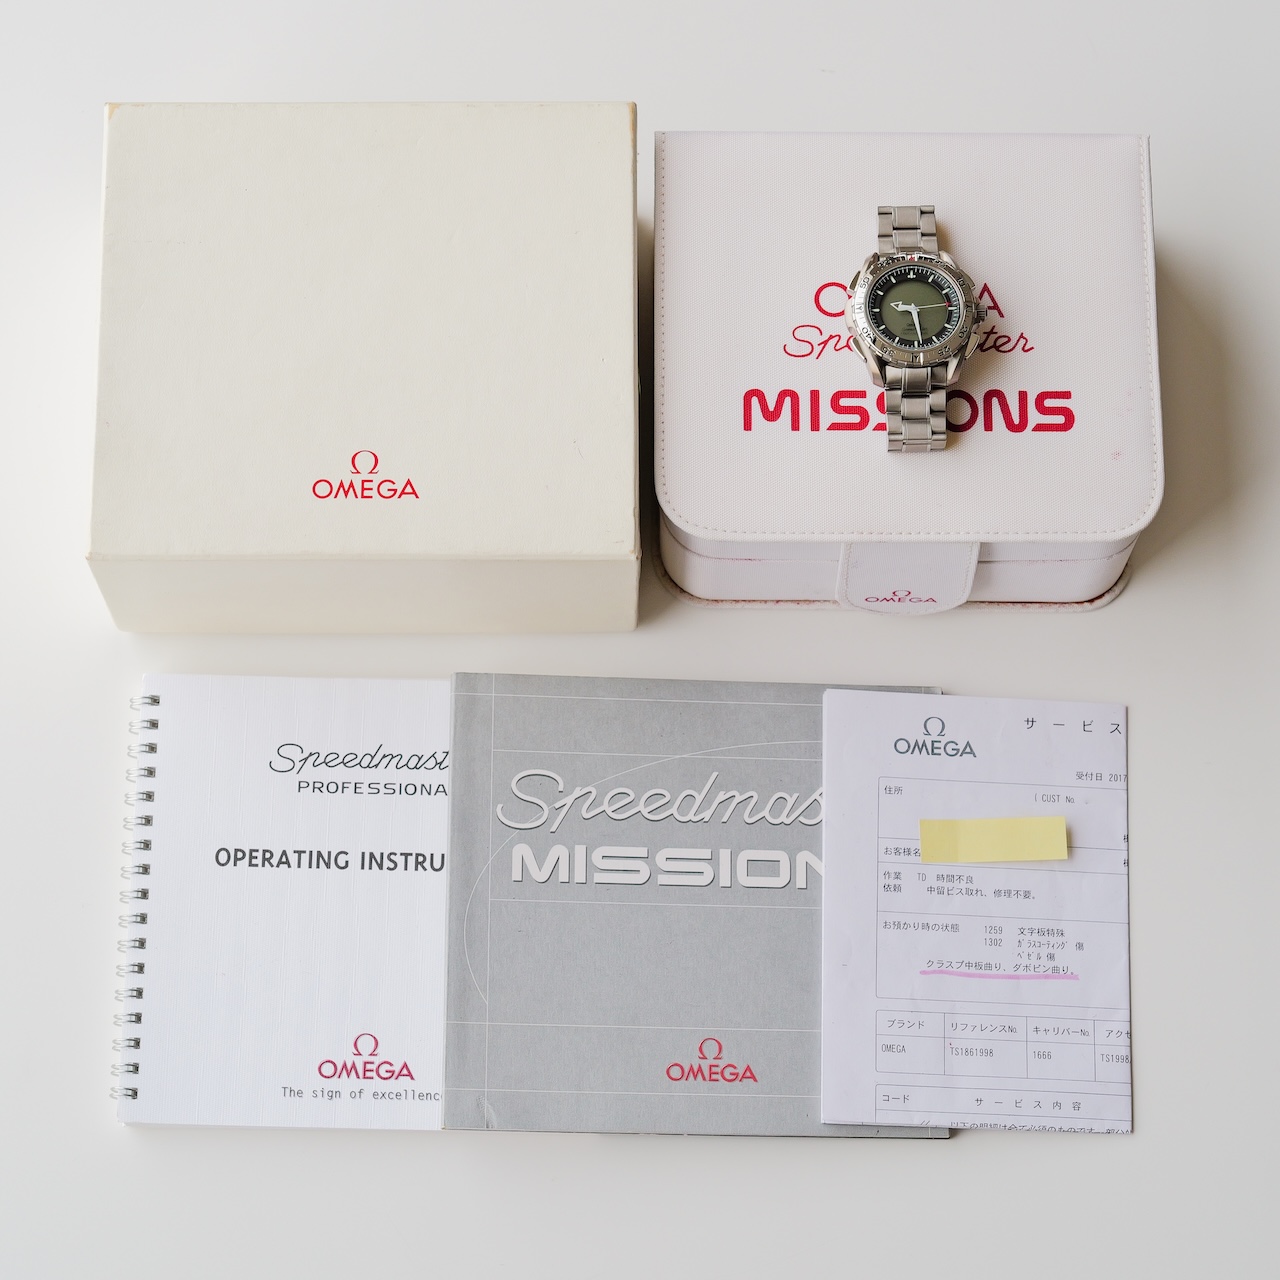 OMEGA
OMEGA
Speedmaster
MISSIONS
OMEGA
Speedmast
PROFESSIONA
OPERATING INSTRU
OMEGA
The sign of excellenc
Speedmas
MISSION
OMEGA
OMEGA
サービス
受付日 2017
住所
CUST No.
お客様名
作業 TD 時間不良
依頼 中留ビス取れ、修理不要。
お預かり時の状態 1259 文字板特殊
1302 ガラスコーティング 傷
ベゼル 傷
クラスプ中板曲り、ダボピン曲り。
ブランド リファレンスNo. キャリバーNo. アクセ
OMEGA TS1861998 1666 TS1998
コード サービス内容